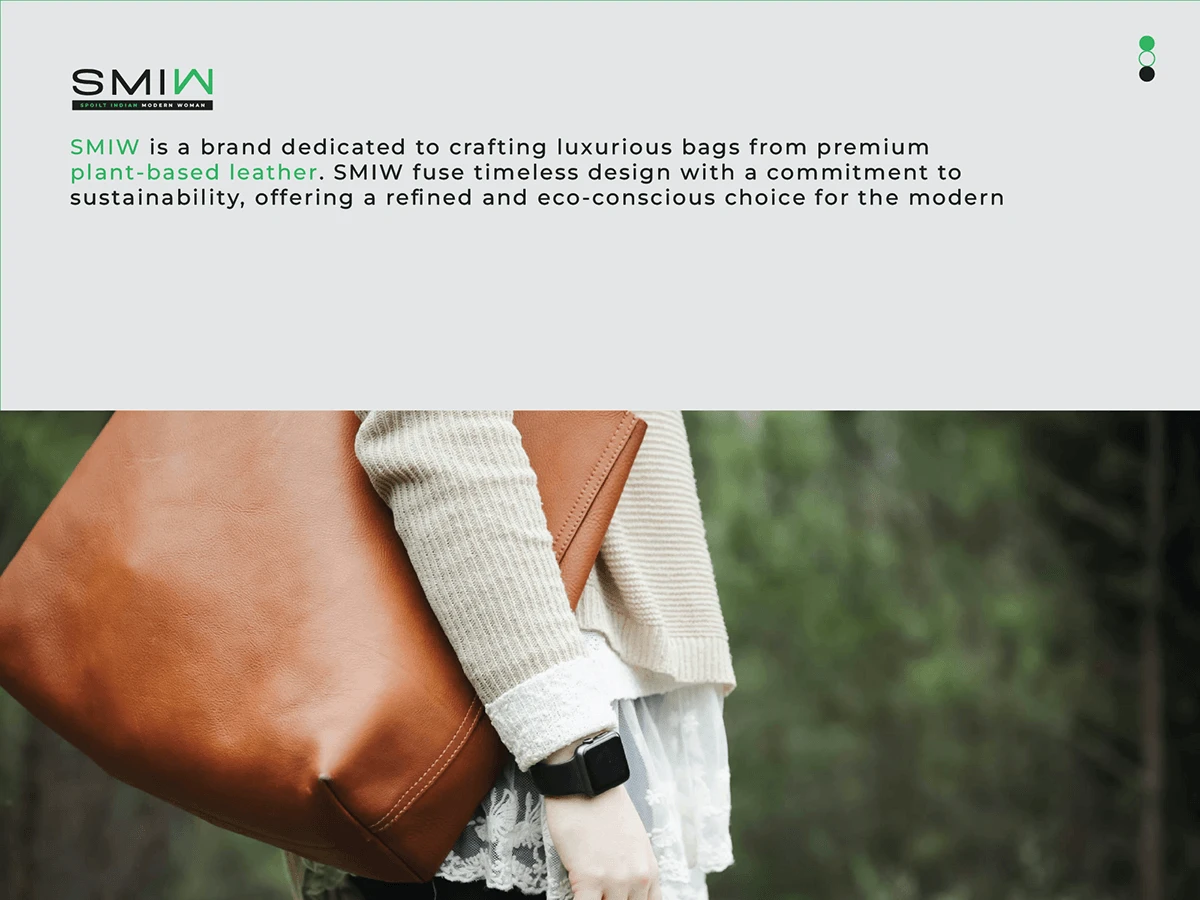 SMIW
SPOILT INDIAN MODERN WOMAN
SMIW is a brand dedicated to crafting luxurious bags from premium
plant-based leather. SMIW fuse timeless design with a commitment to
sustainability, offering a refined and eco-conscious choice for the modern